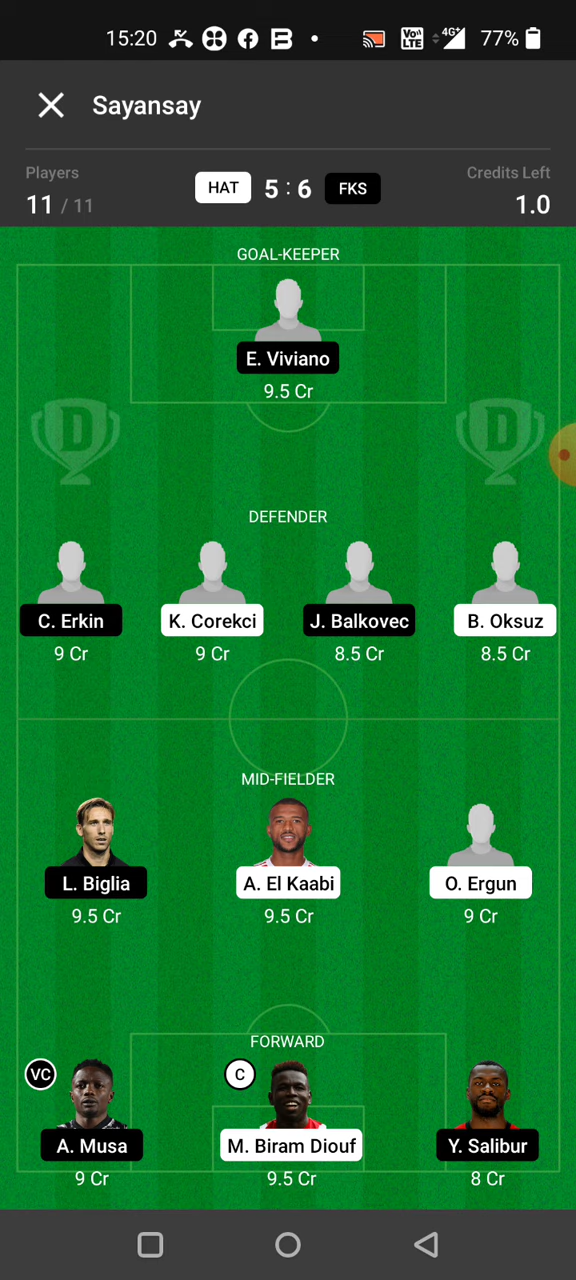 15:20
VoLTE
4G+
77%
Sayansay
Players
Credits Left
11 / 11
HAT 5 : 6 FKS
1.0
GOAL-KEEPER
E. Viviano
9.5 Cr
D D
DEFENDER
C. Erkin K. Corekci J. Balkovec B. Oksuz
9 Cr 9 Cr 8.5 Cr 8.5 Cr
MID-FIELDER
L. Biglia A. El Kaabi O. Ergun
9.5 Cr 9.5 Cr 9 Cr
FORWARD
VC C
A. Musa M. Biram Diouf Y. Salibur
9 Cr 9.5 Cr 8 Cr